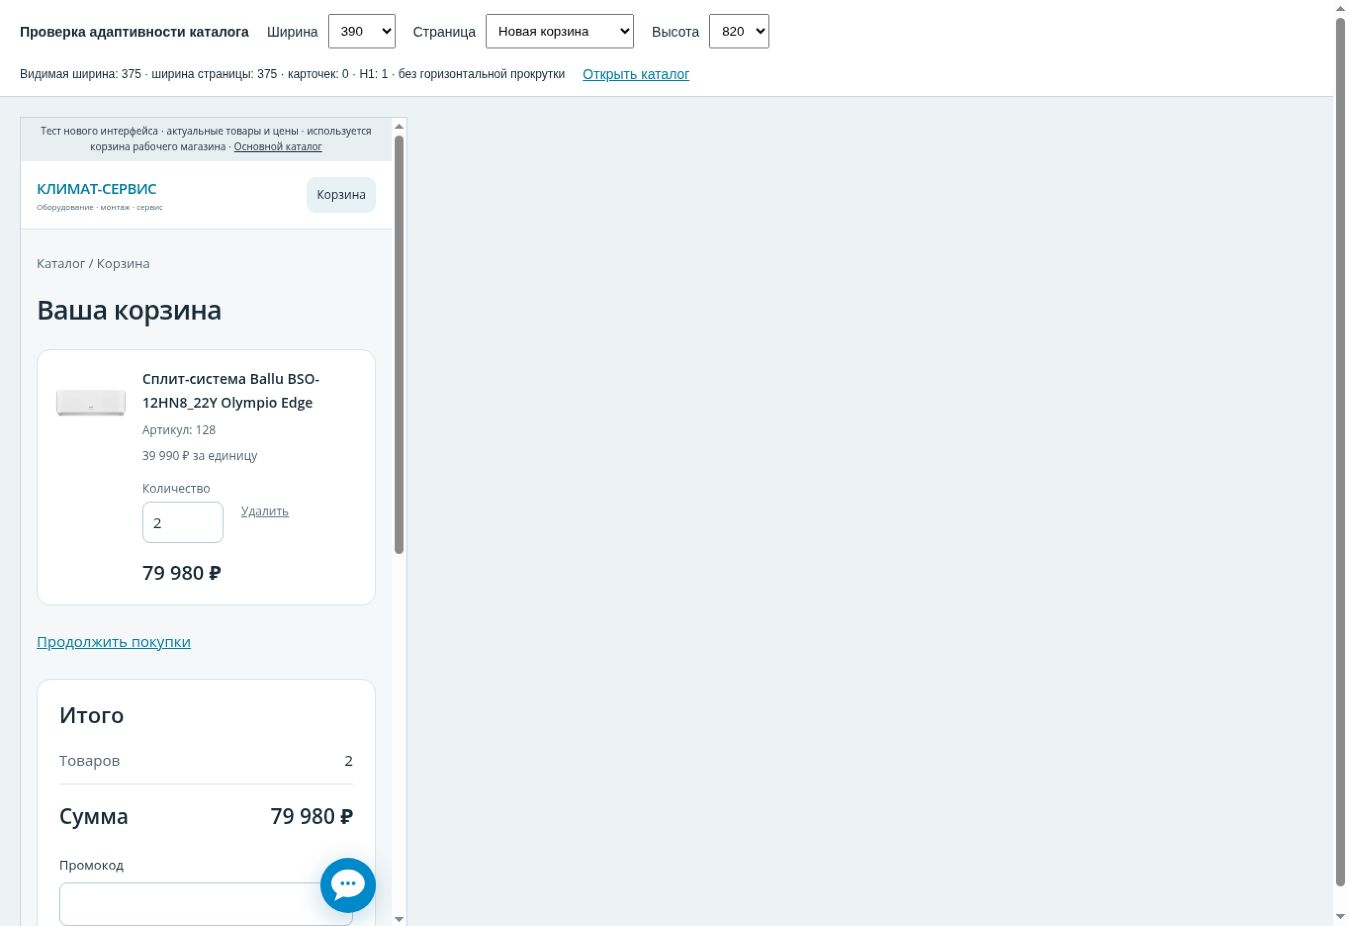 Проверка адаптивности каталога Ширина 390 Страница Новая корзина Высота 820
Видимая ширина: 375 · ширина страницы: 375 · карточек: 0 · H1: 1 · без горизонтальной прокрутки Открыть каталог
Тест нового интерфейса · актуальные товары и цены · используется
корзина рабочего магазина · Основной каталог
КЛИМАТ-СЕРВИС
Оборудование · монтаж · сервис
Корзина
Каталог / Корзина
Ваша корзина
Сплит-система Ballu BSO-
12HN8_22Y Olympio Edge
Артикул: 128
39 990 ₽ за единицу
Количество
2
Удалить
79 980 ₽
Продолжить покупки
Итого
Товаров 2
Сумма 79 980 ₽
Промокод